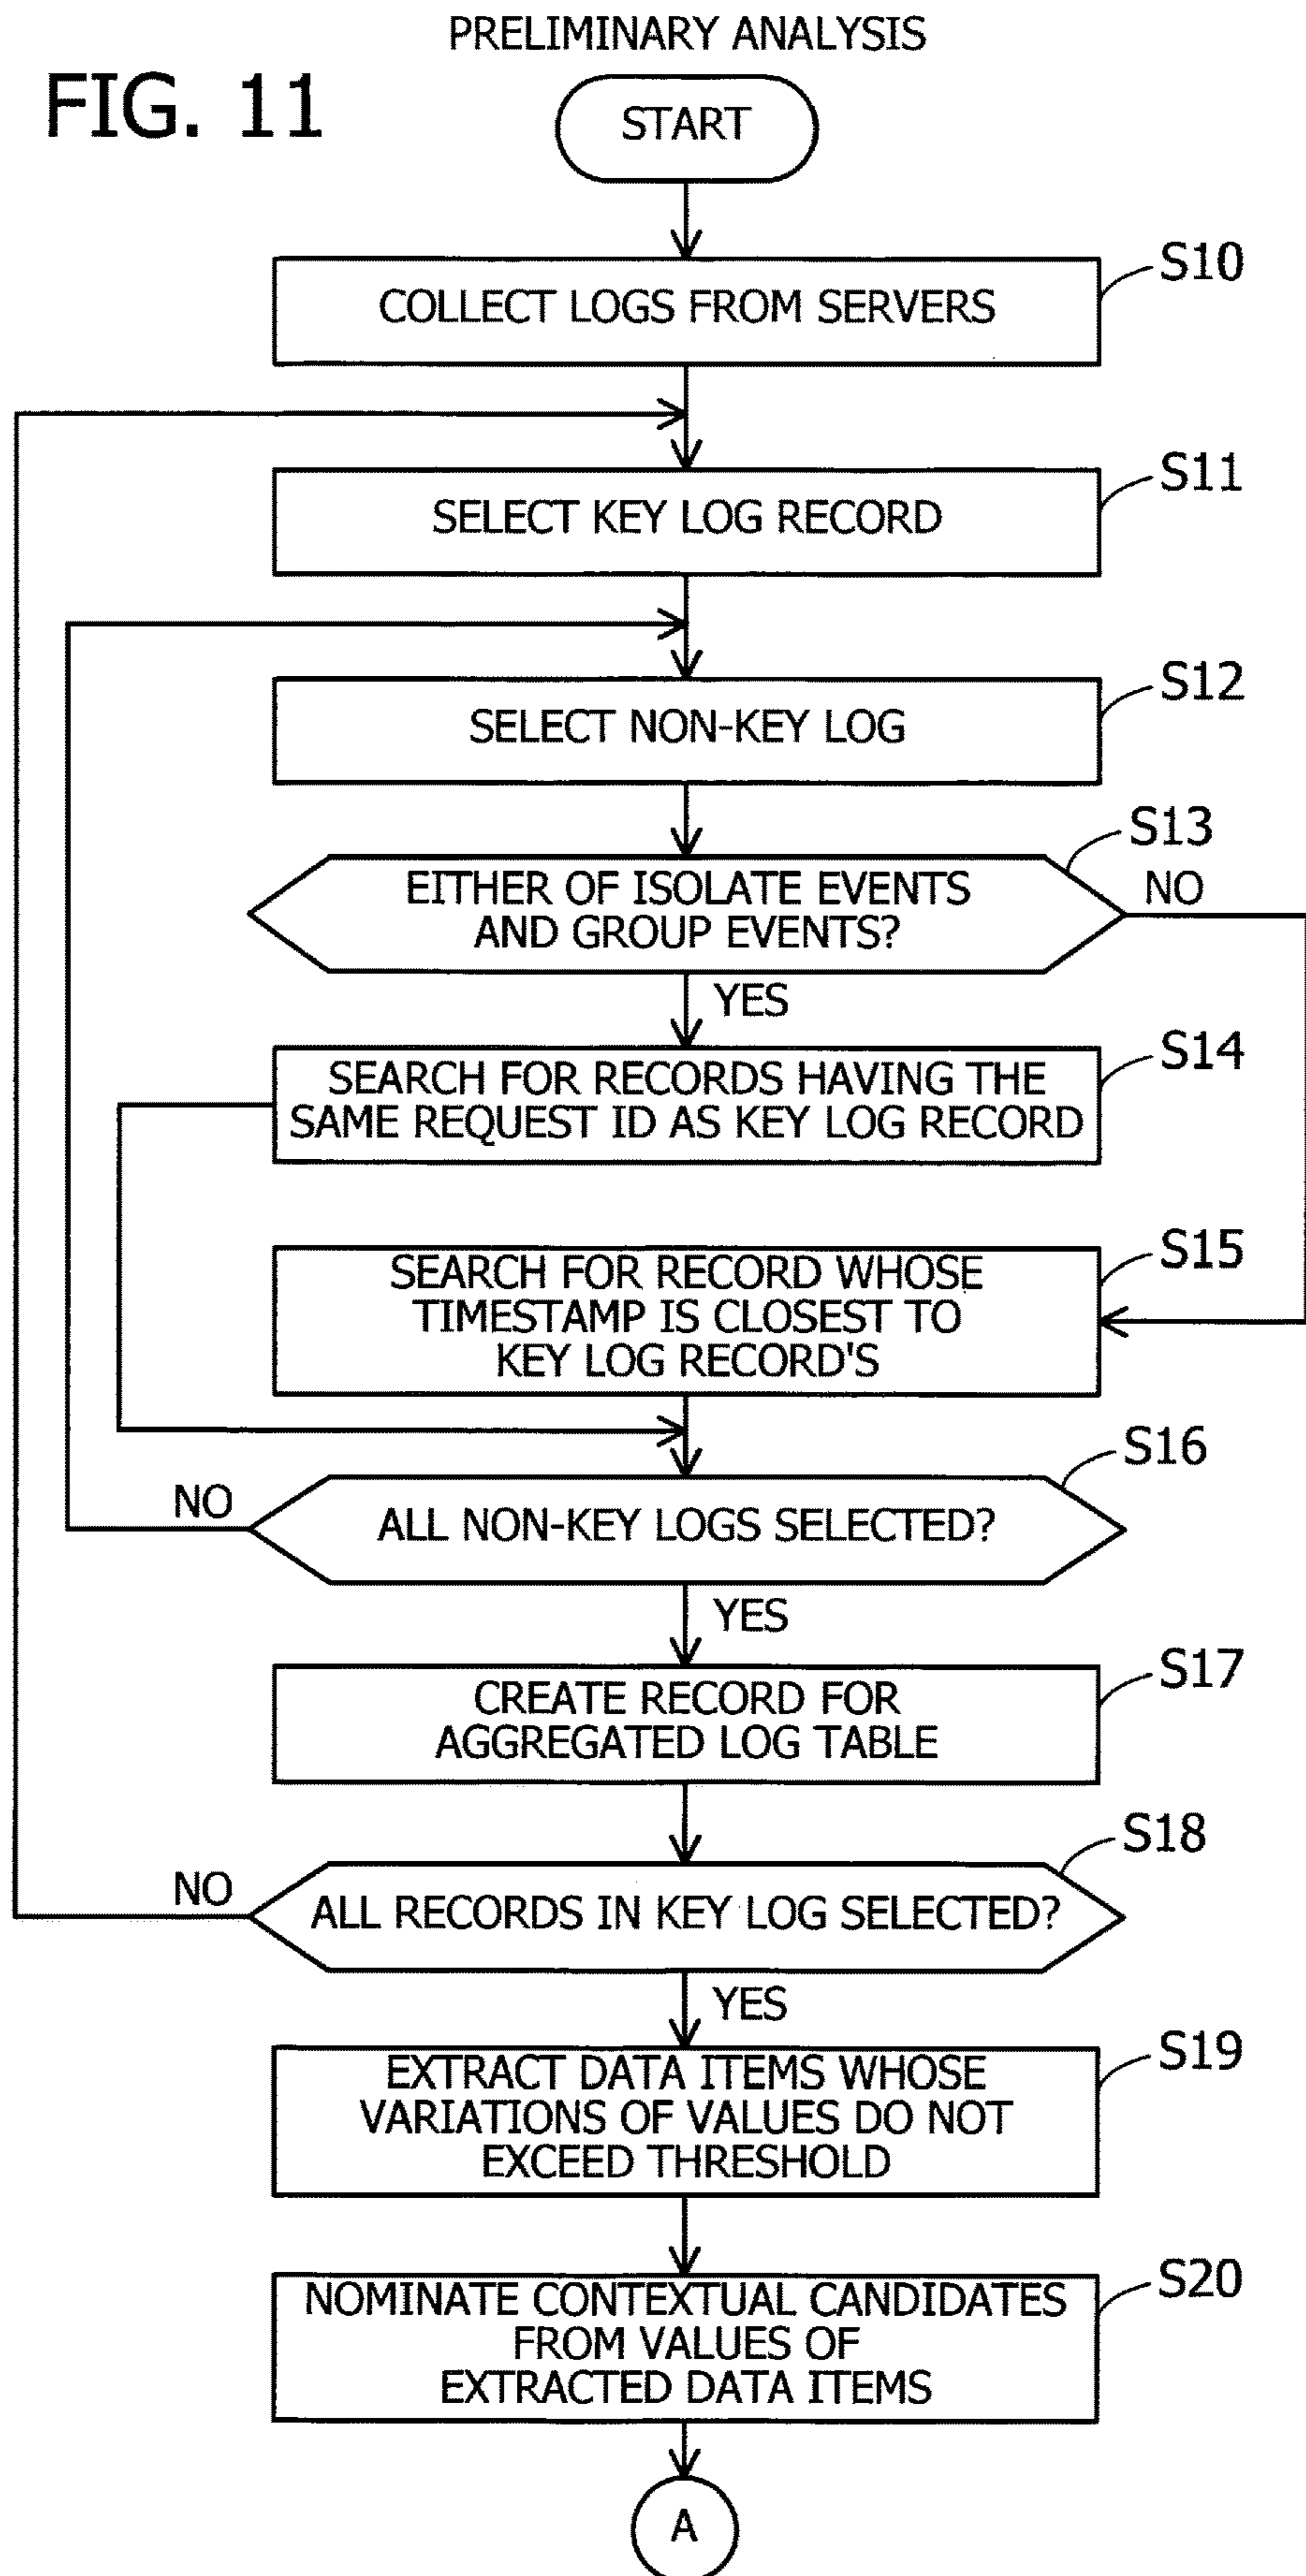 PRELIMINARY ANALYSIS
FIG. 11
START
S10
COLLECT LOGS FROM SERVERS
S11
SELECT KEY LOG RECORD
S12
SELECT NON-KEY LOG
S13
EITHER OF ISOLATE EVENTS
AND GROUP EVENTS?
NO
YES
S14
SEARCH FOR RECORDS HAVING THE
SAME REQUEST ID AS KEY LOG RECORD
S15
SEARCH FOR RECORD WHOSE
TIMESTAMP IS CLOSEST TO
KEY LOG RECORD'S
S16
NO
ALL NON-KEY LOGS SELECTED?
YES
S17
CREATE RECORD FOR
AGGREGATED LOG TABLE
S18
NO
ALL RECORDS IN KEY LOG SELECTED?
YES
S19
EXTRACT DATA ITEMS WHOSE
VARIATIONS OF VALUES DO NOT
EXCEED THRESHOLD
S20
NOMINATE CONTEXTUAL CANDIDATES
FROM VALUES OF
EXTRACTED DATA ITEMS
A